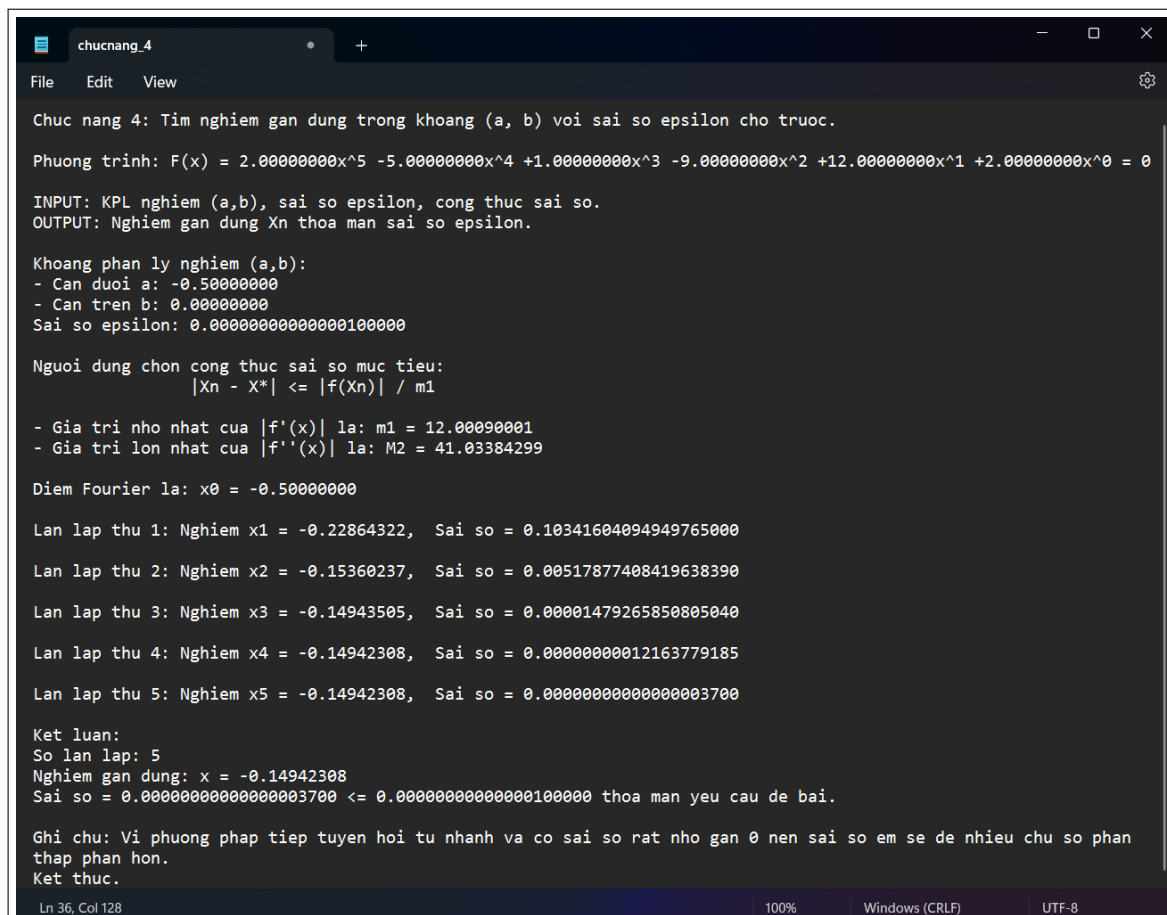 chucnang_4
File Edit View
Chuc nang 4: Tim nghiem gan dung trong khoang (a, b) voi sai so epsilon cho truoc.
Phuong trinh: F(x) = 2.00000000x^5 -5.00000000x^4 +1.00000000x^3 -9.00000000x^2 +12.00000000x^1 +2.00000000x^0 = 0
INPUT: KPL nghiem (a,b), sai so epsilon, cong thuc sai so.
OUTPUT: Nghiem gan dung Xn thoa man sai so epsilon.
Khoang phan ly nghiem (a,b):
- Can duoi a: -0.50000000
- Can tren b: 0.00000000
Sai so epsilon: 0.00000000000000100000
Nguoi dung chon cong thuc sai so muc tieu:
|Xn - X*| <= |f(Xn)| / m1
- Gia tri nho nhat cua |f'(x)| la: m1 = 12.00090001
- Gia tri lon nhat cua |f''(x)| la: M2 = 41.03384299
Diem Fourier la: x0 = -0.50000000
Lan lap thu 1: Nghiem x1 = -0.22864322, Sai so = 0.10341604094949765000
Lan lap thu 2: Nghiem x2 = -0.15360237, Sai so = 0.00517877408419638390
Lan lap thu 3: Nghiem x3 = -0.14943505, Sai so = 0.00001479265850805040
Lan lap thu 4: Nghiem x4 = -0.14942308, Sai so = 0.00000000012163779185
Lan lap thu 5: Nghiem x5 = -0.14942308, Sai so = 0.00000000000000003700
Ket luan:
So lan lap: 5
Nghiem gan dung: x = -0.14942308
Sai so = 0.00000000000000003700 <= 0.00000000000000100000 thoa man yeu cau de bai.
Ghi chu: Vi phuong phap tiep tuyen hoi tu nhanh va co sai so rat nho gan 0 nen sai so em se de nhieu chu so phan
thap phan hon.
Ket thuc.
Ln 36, Col 128 100% Windows (CRLF) UTF-8